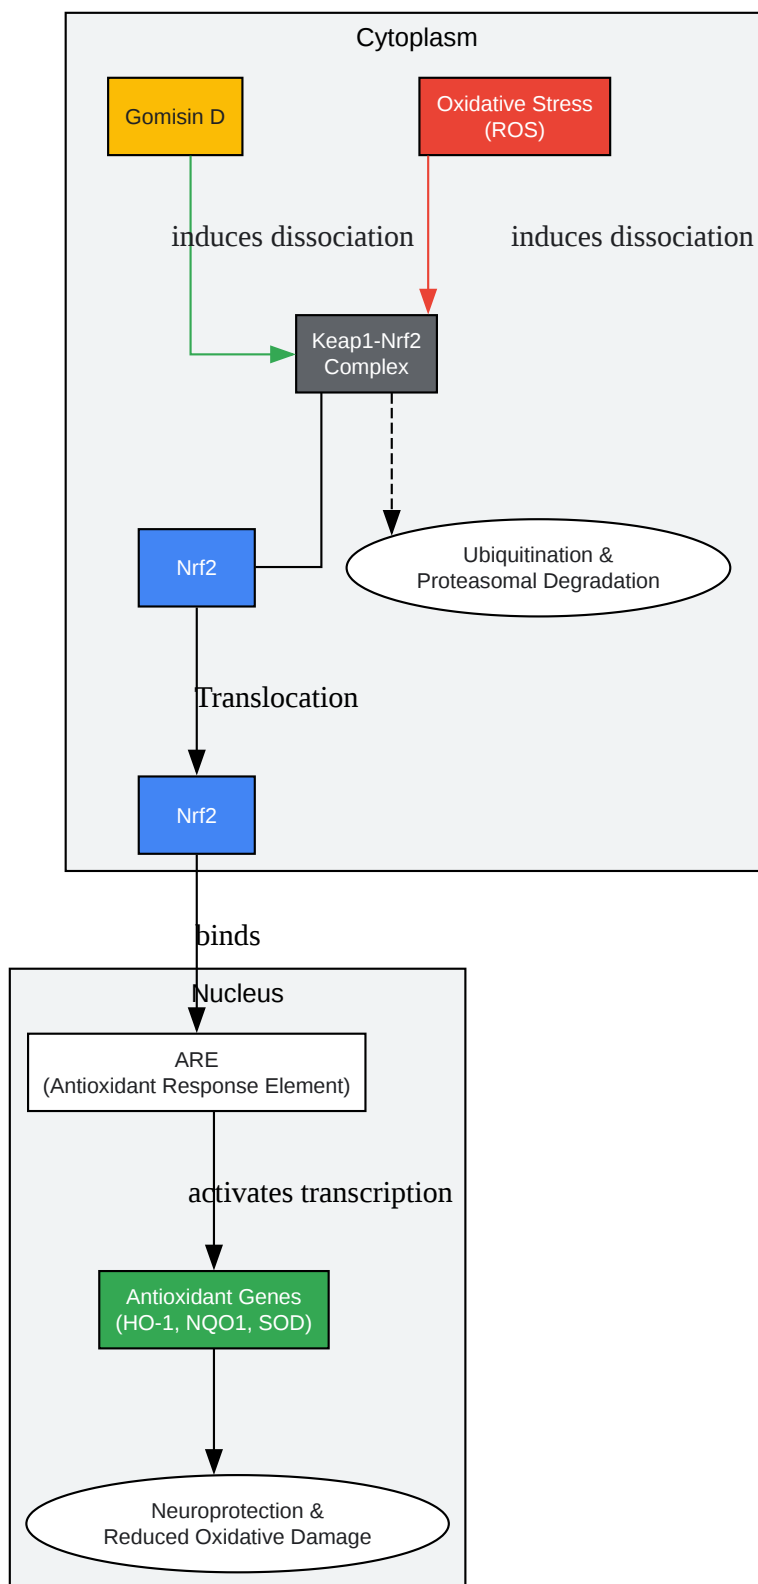 Cytoplasm
Gomisin D
Oxidative Stress
(ROS)
induces dissociation
induces dissociation
Keap1-Nrf2
Complex
Nrf2
Ubiquitination &
Proteasomal Degradation
Translocation
Nrf2
binds
Nucleus
ARE
(Antioxidant Response Element)
activates transcription
Antioxidant Genes
(HO-1, NQO1, SOD)
Neuroprotection &
Reduced Oxidative Damage